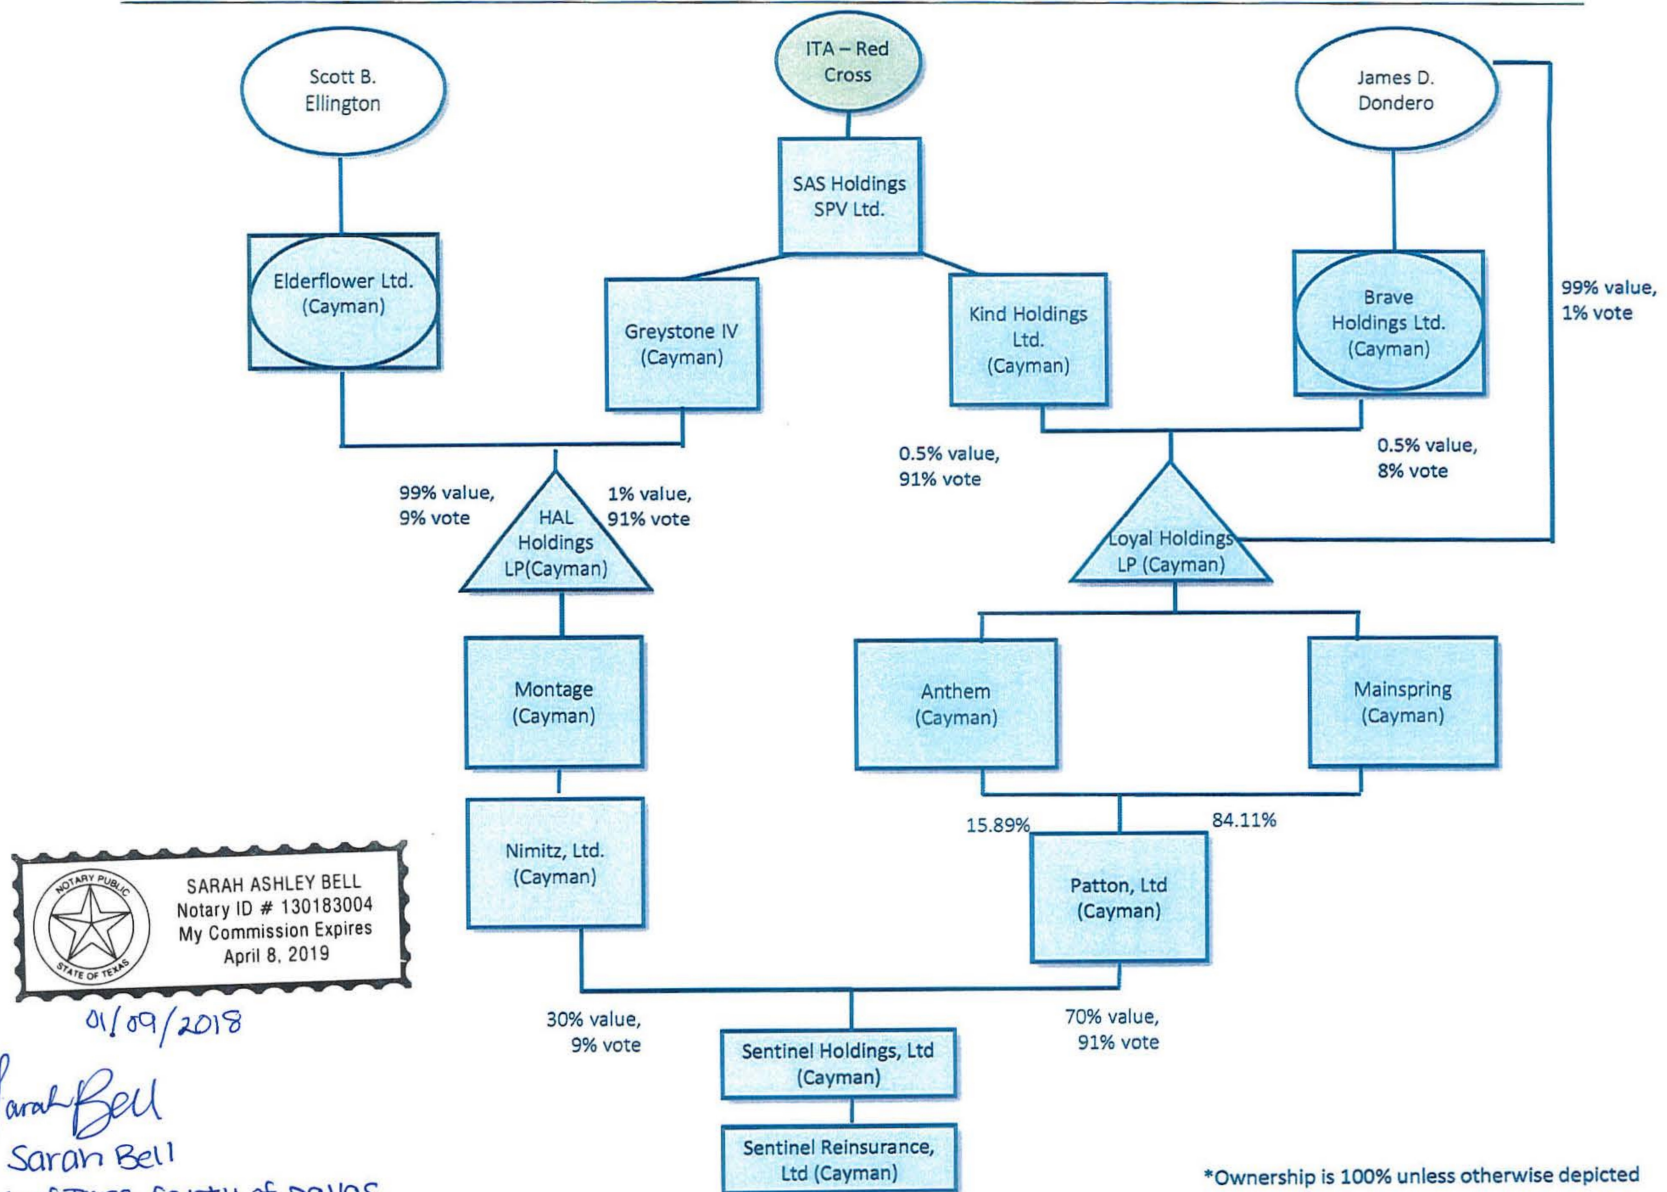 Scott B.
Ellington
ITA – Red
Cross
James D.
Dondero
SAS Holdings
SPV Ltd.
Elderflower Ltd.
(Cayman)
Greystone IV
(Cayman)
Kind Holdings
Ltd.
(Cayman)
Brave
Holdings Ltd.
(Cayman)
99% value,
1% vote
99% value,
9% vote
1% value,
91% vote
HAL
Holdings
LP(Cayman)
0.5% value,
91% vote
0.5% value,
8% vote
Loyal Holdings
LP (Cayman)
Montage
(Cayman)
Anthem
(Cayman)
Mainspring
(Cayman)
15.89%
84.11%
Nimitz, Ltd.
(Cayman)
Patton, Ltd
(Cayman)
NOTARY PUBLIC
STATE OF TEXAS
SARAH ASHLEY BELL
Notary ID # 130183004
My Commission Expires
April 8, 2019
01/09/2018
Sarah Bell
Sarah Bell
30% value,
9% vote
70% value,
91% vote
Sentinel Holdings, Ltd
(Cayman)
Sentinel Reinsurance,
Ltd (Cayman)
*Ownership is 100% unless otherwise depicted